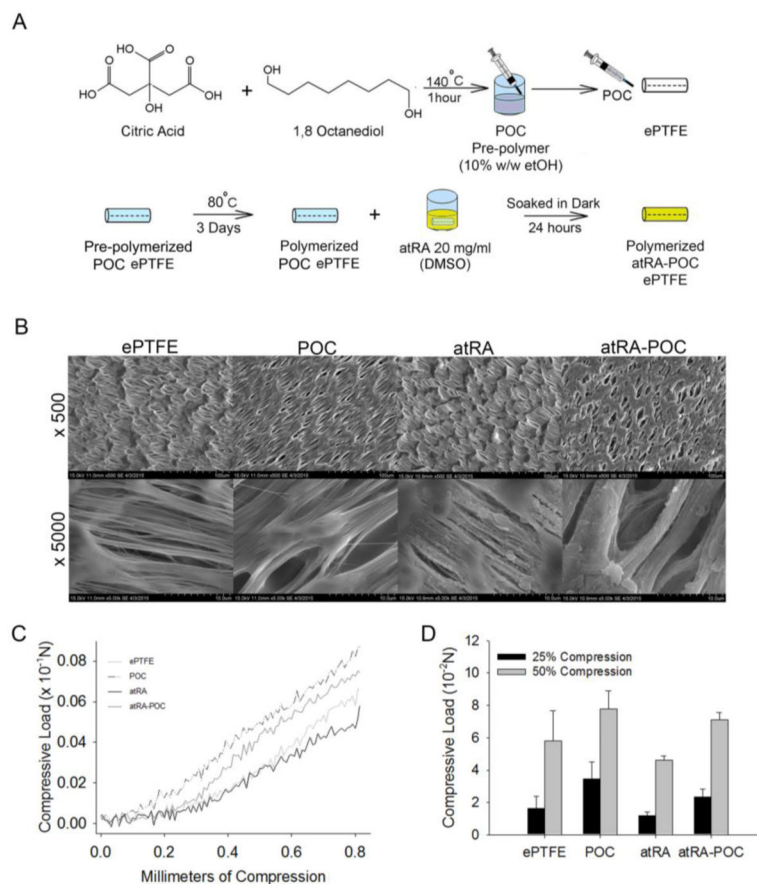 A
O
HO
O
OH
O
HO
OH
OH
Citric Acid
+
OH
OH
1,8 Octanediol
140°C
1hour
POC
Pre-polymer
(10% w/w etOH)
POC
ePTFE
Pre-polymerized
POC ePTFE
80°C
3 Days
Polymerized
POC ePTFE
+
atRA 20 mg/ml
(DMSO)
Soaked in Dark
24 hours
Polymerized
atRA-POC
ePTFE
B
ePTFE POC atRA atRA-POC
x 500
x 5000
C
Compressive Load (x 10⁻¹N)
0.08
0.06
0.04
0.02
0.00
ePTFE
POC
atRA
atRA-POC
0.0 0.2 0.4 0.6 0.8
Millimeters of Compression
D
Compressive Load (10⁻²N)
12
10
8
6
4
2
0
25% Compression
50% Compression
ePTFE POC atRA atRA-POC